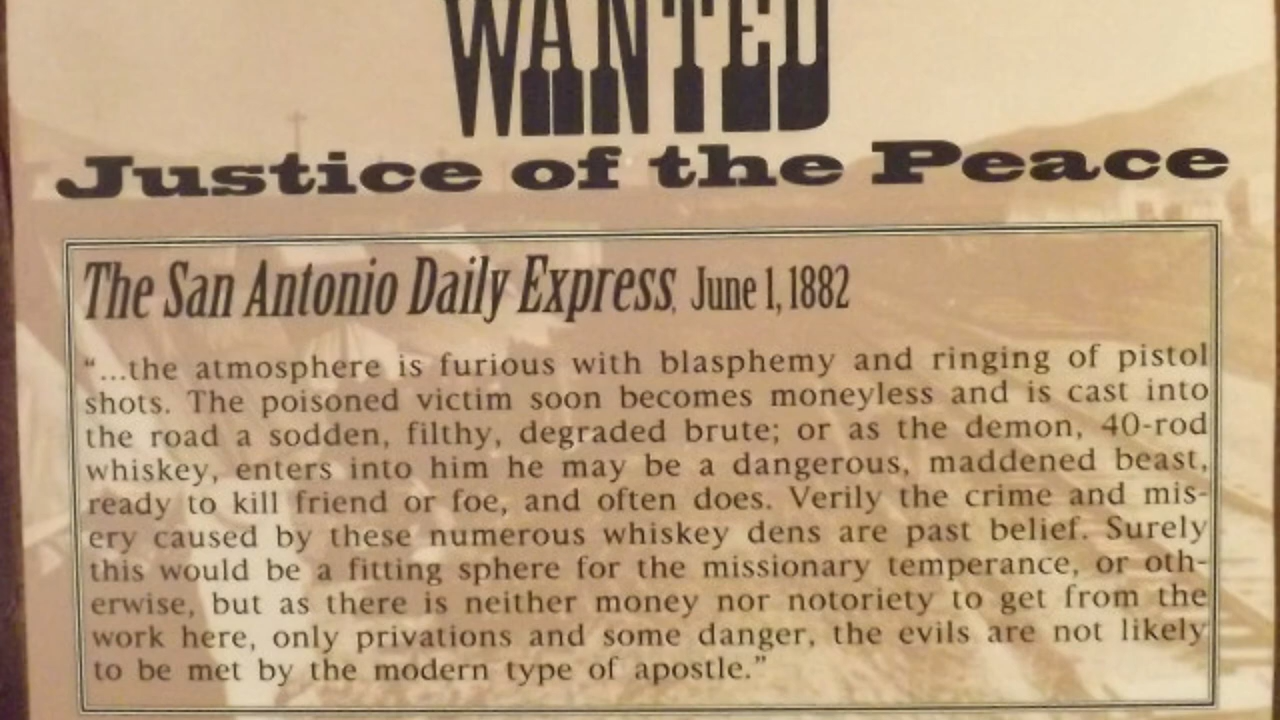 WANTED
Justice of the Peace
The San Antonio Daily Express, June 1, 1882
“...the atmosphere is furious with blasphemy and ringing of pistol
shots. The poisoned victim soon becomes moneyless and is cast into
the road a sodden, filthy, degraded brute; or as the demon, 40-rod
whiskey, enters into him he may be a dangerous, maddened beast,
ready to kill friend or foe, and often does. Verily the crime and mis-
ery caused by these numerous whiskey dens are past belief. Surely
this would be a fitting sphere for the missionary temperance, or oth-
erwise, but as there is neither money nor notoriety to get from the
work here, only privations and some danger, the evils are not likely
to be met by the modern type of apostle.”